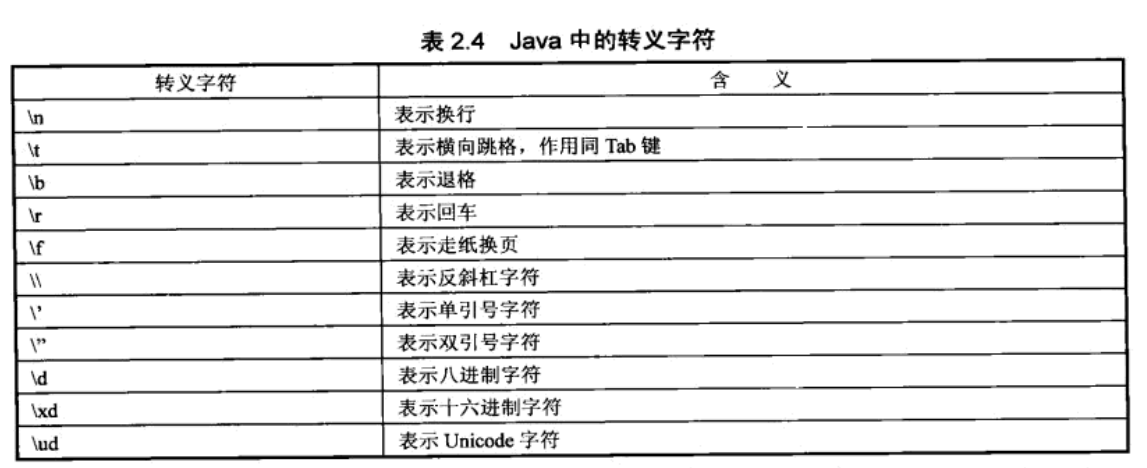 表 2.4 Java 中的转义字符
转义字符 含 义
\n 表示换行
\t 表示横向跳格，作用同 Tab 键
\b 表示退格
\r 表示回车
\f 表示走纸换页
\\ 表示反斜杠字符
\’ 表示单引号字符
\” 表示双引号字符
\d 表示八进制字符
\xd 表示十六进制字符
\ud 表示 Unicode 字符